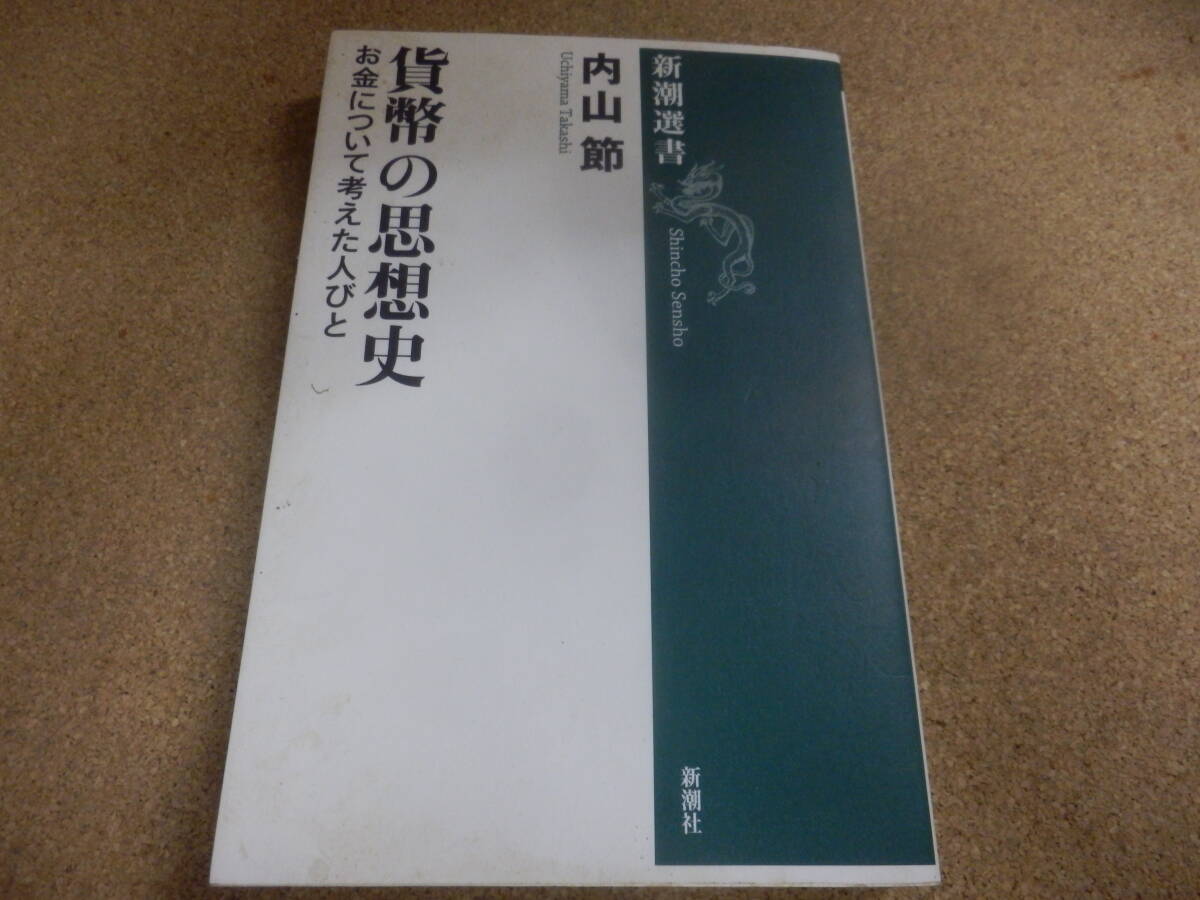 新潮選書
Shincho Sensho
内山 節
Uchiyama Takashi
貨幣の思想史
お金について考えた人びと
新潮社